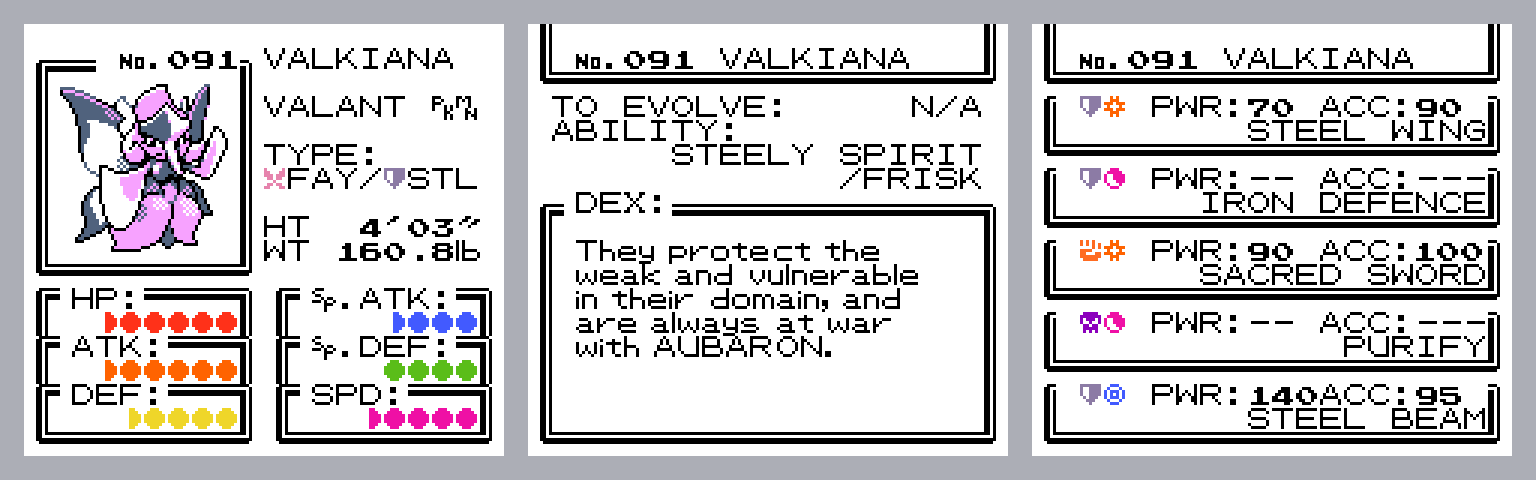 No.091 VALKIANA
VALANT PKMN
TYPE:
FAY/STL
HT 4′03″
WT 160.8lb
HP:
ATK:
DEF:
Sp.ATK:
Sp.DEF:
SPD:
No.091 VALKIANA
TO EVOLVE: N/A
ABILITY:
STEELY SPIRIT
/FRISK
DEX:
They protect the
weak and vulnerable
in their domain, and
are always at war
with AUBARON.
No.091 VALKIANA
PWR:70 ACC:90
STEEL WING
PWR:-- ACC:---
IRON DEFENCE
PWR:90 ACC:100
SACRED SWORD
PWR:-- ACC:---
PURIFY
PWR:140ACC:95
STEEL BEAM